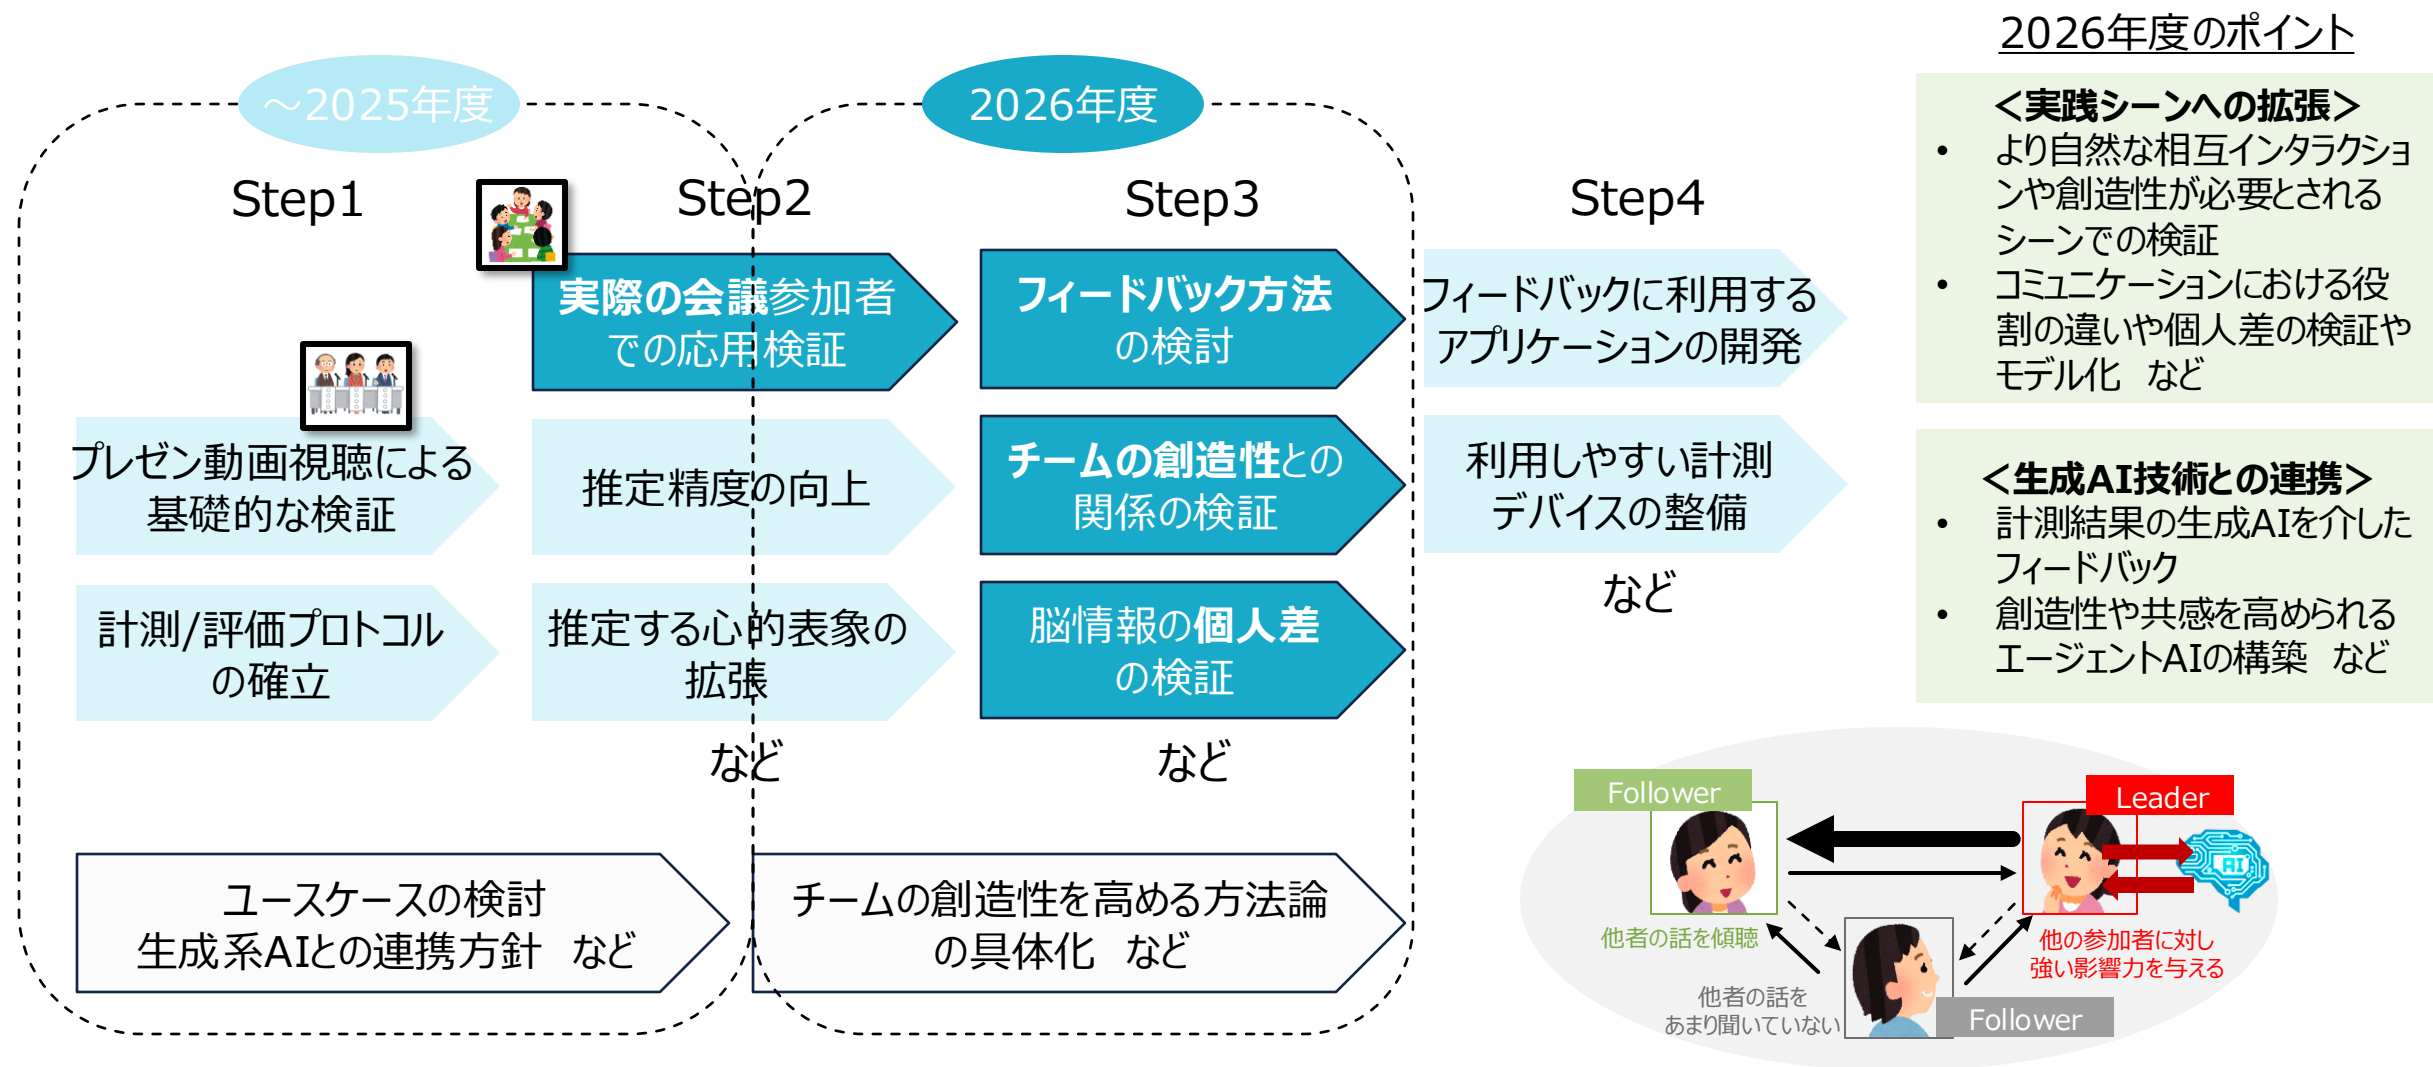 ～2025年度
2026年度
Step1
Step2
Step3
Step4
実際の会議参加者
での応用検証
フィードバック方法
の検討
フィードバックに利用する
アプリケーションの開発
プレゼン動画視聴による
基礎的な検証
推定精度の向上
チームの創造性との
関係の検証
利用しやすい計測
デバイスの整備
計測/評価プロトコル
の確立
推定する心的表象の
拡張
脳情報の個人差
の検証
など
など
など
ユースケースの検討
生成系AIとの連携方針　など
チームの創造性を高める方法論
の具体化　など
2026年度のポイント
＜実践シーンへの拡張＞
• より自然な相互インタラクショ
ンや創造性が必要とされる
シーンでの検証
• コミュニケーションにおける役
割の違いや個人差の検証や
モデル化　など
＜生成AI技術との連携＞
• 計測結果の生成AIを介した
フィードバック
• 創造性や共感を高められる
エージェントAIの構築　など
Follower
Leader
AI
他者の話を傾聴
他の参加者に対し
強い影響力を与える
他者の話を
あまり聞いていない
Follower